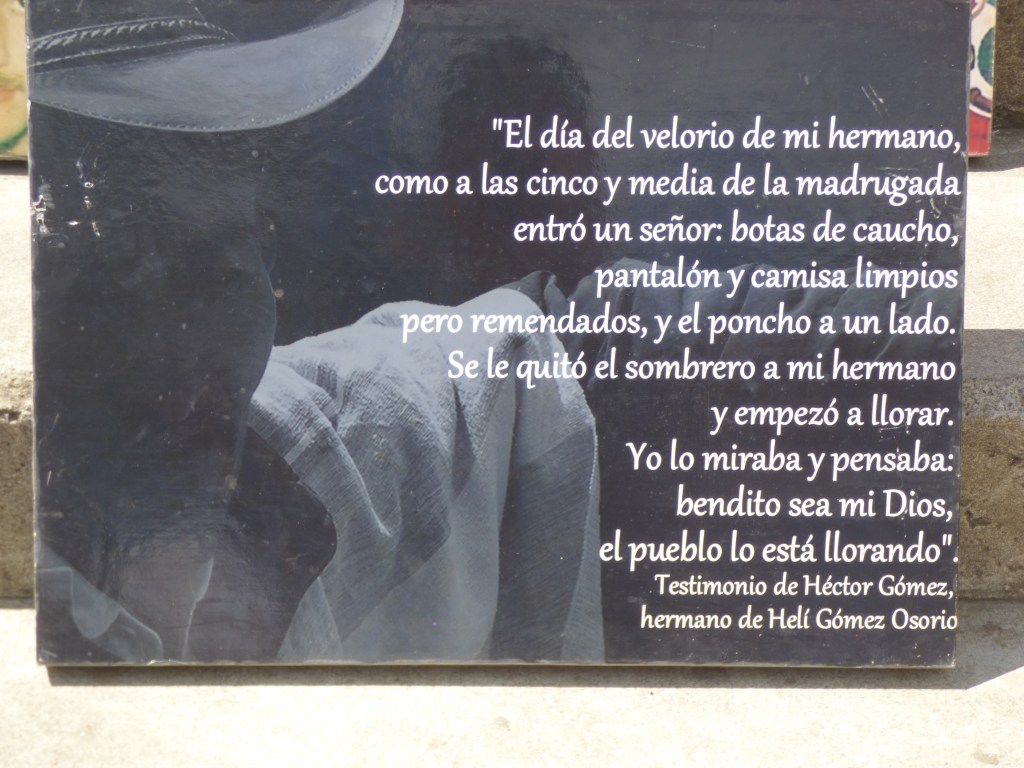 "El día del velorio de mi hermano,
como a las cinco y media de la madrugada
entró un señor: botas de caucho,
pantalón y camisa limpios
pero remendados, y el poncho a un lado.
Se le quitó el sombrero a mi hermano
y empezó a llorar.
Yo lo miraba y pensaba:
bendito sea mi Dios,
el pueblo lo está llorando".
Testimonio de Héctor Gómez,
hermano de Helí Gómez Osorio